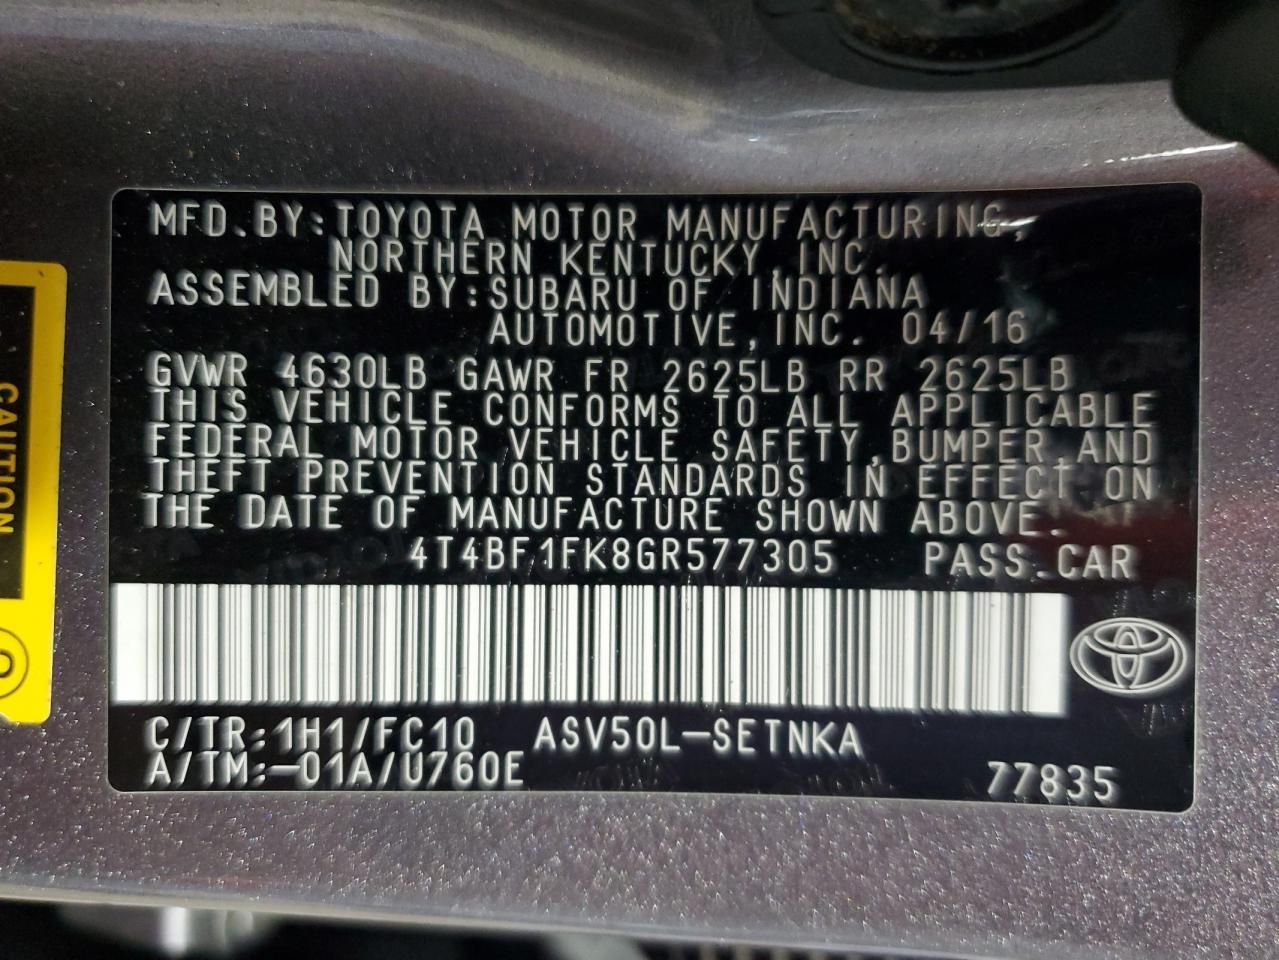 MFD.BY:TOYOTA MOTOR MANUFACTURING,
NORTHERN KENTUCKY,INC.
ASSEMBLED BY:SUBARU OF INDIANA
AUTOMOTIVE,INC. 04/16
GVWR 4630LB GAWR FR 2625LB RR 2625LB
THIS VEHICLE CONFORMS TO ALL APPLICABLE
FEDERAL MOTOR VEHICLE SAFETY,BUMPER,AND
THEFT PREVENTION STANDARDS IN EFFECT ON
THE DATE OF MANUFACTURE SHOWN ABOVE.
4T4BF1FK8GR577305 PASS.CAR
C/TR:1H1/FC10 ASV50L-SETNKA
A/TM:-01A/U760E 77835
CAUTION